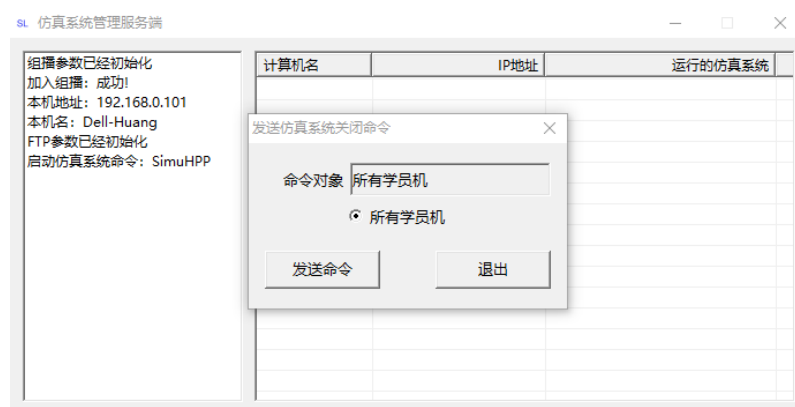 SL 仿真系统管理服务端
组播参数已经初始化
加入组播：成功!
本机地址：192.168.0.101
本机名：Dell-Huang
FTP参数已经初始化
启动仿真系统命令：SimuHPP
计算机名 IP地址 运行的仿真系统
发送仿真系统关闭命令
命令对象 所有学员机
所有学员机
发送命令 退出